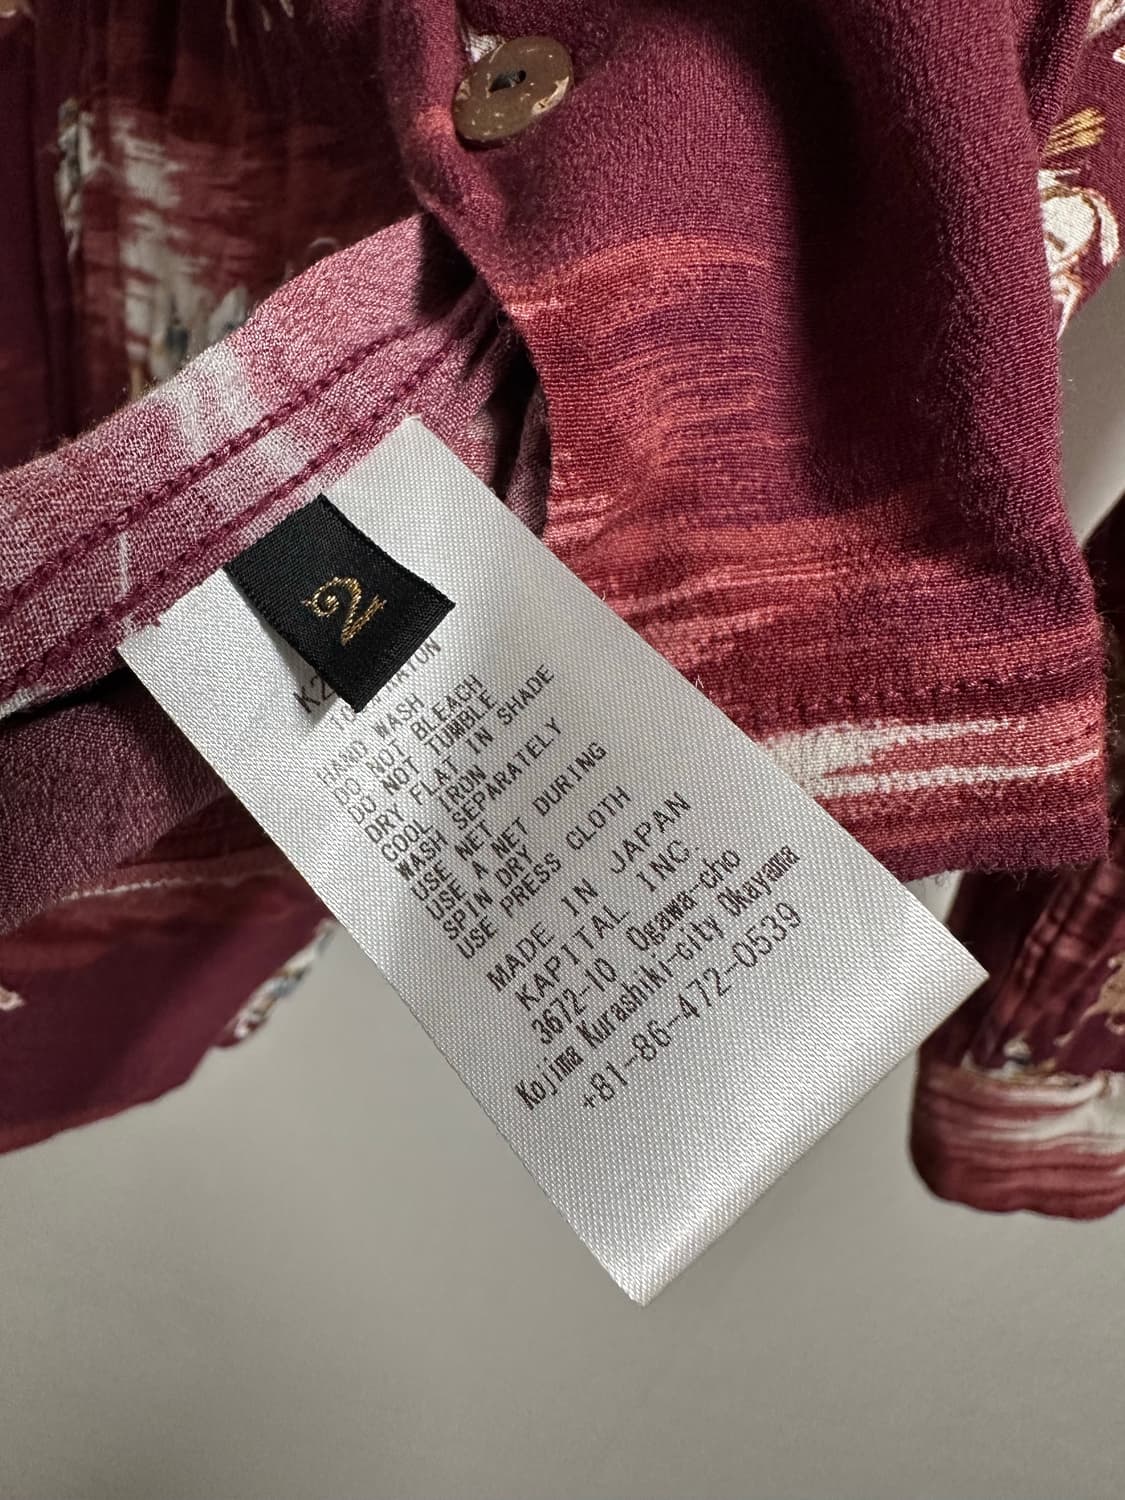 2
HAND WASH
DO NOT BLEACH
DO NOT TUMBLE
DRY FLAT IN SHADE
COOL IRON
WASH SEPARATELY
USE NET
USE A NET DURING
SPIN DRY
USE PRESS CLOTH
MADE IN JAPAN
KAPITAL INC.
3672-10 Ogawa-cho
Kojima Kurashiki-city Okayama
+81-86-472-0539